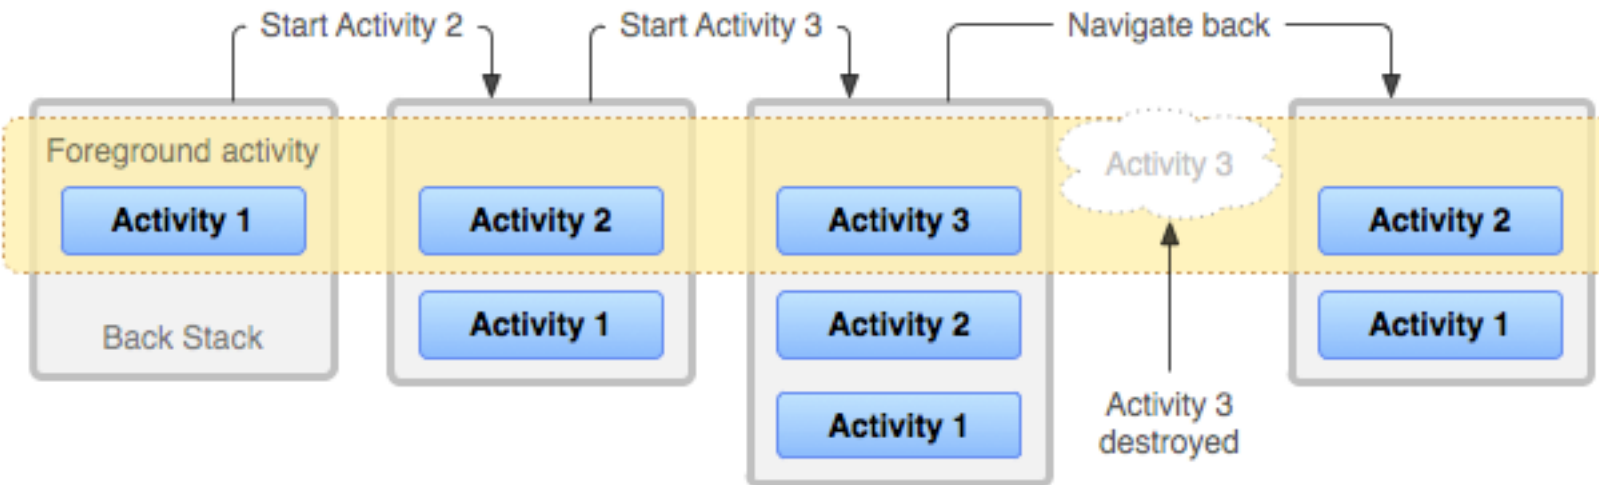 Start Activity 2
Start Activity 3
Navigate back
Foreground activity
Activity 1
Back Stack
Activity 2
Activity 1
Activity 3
Activity 2
Activity 1
Activity 3
Activity 3
destroyed
Activity 2
Activity 1